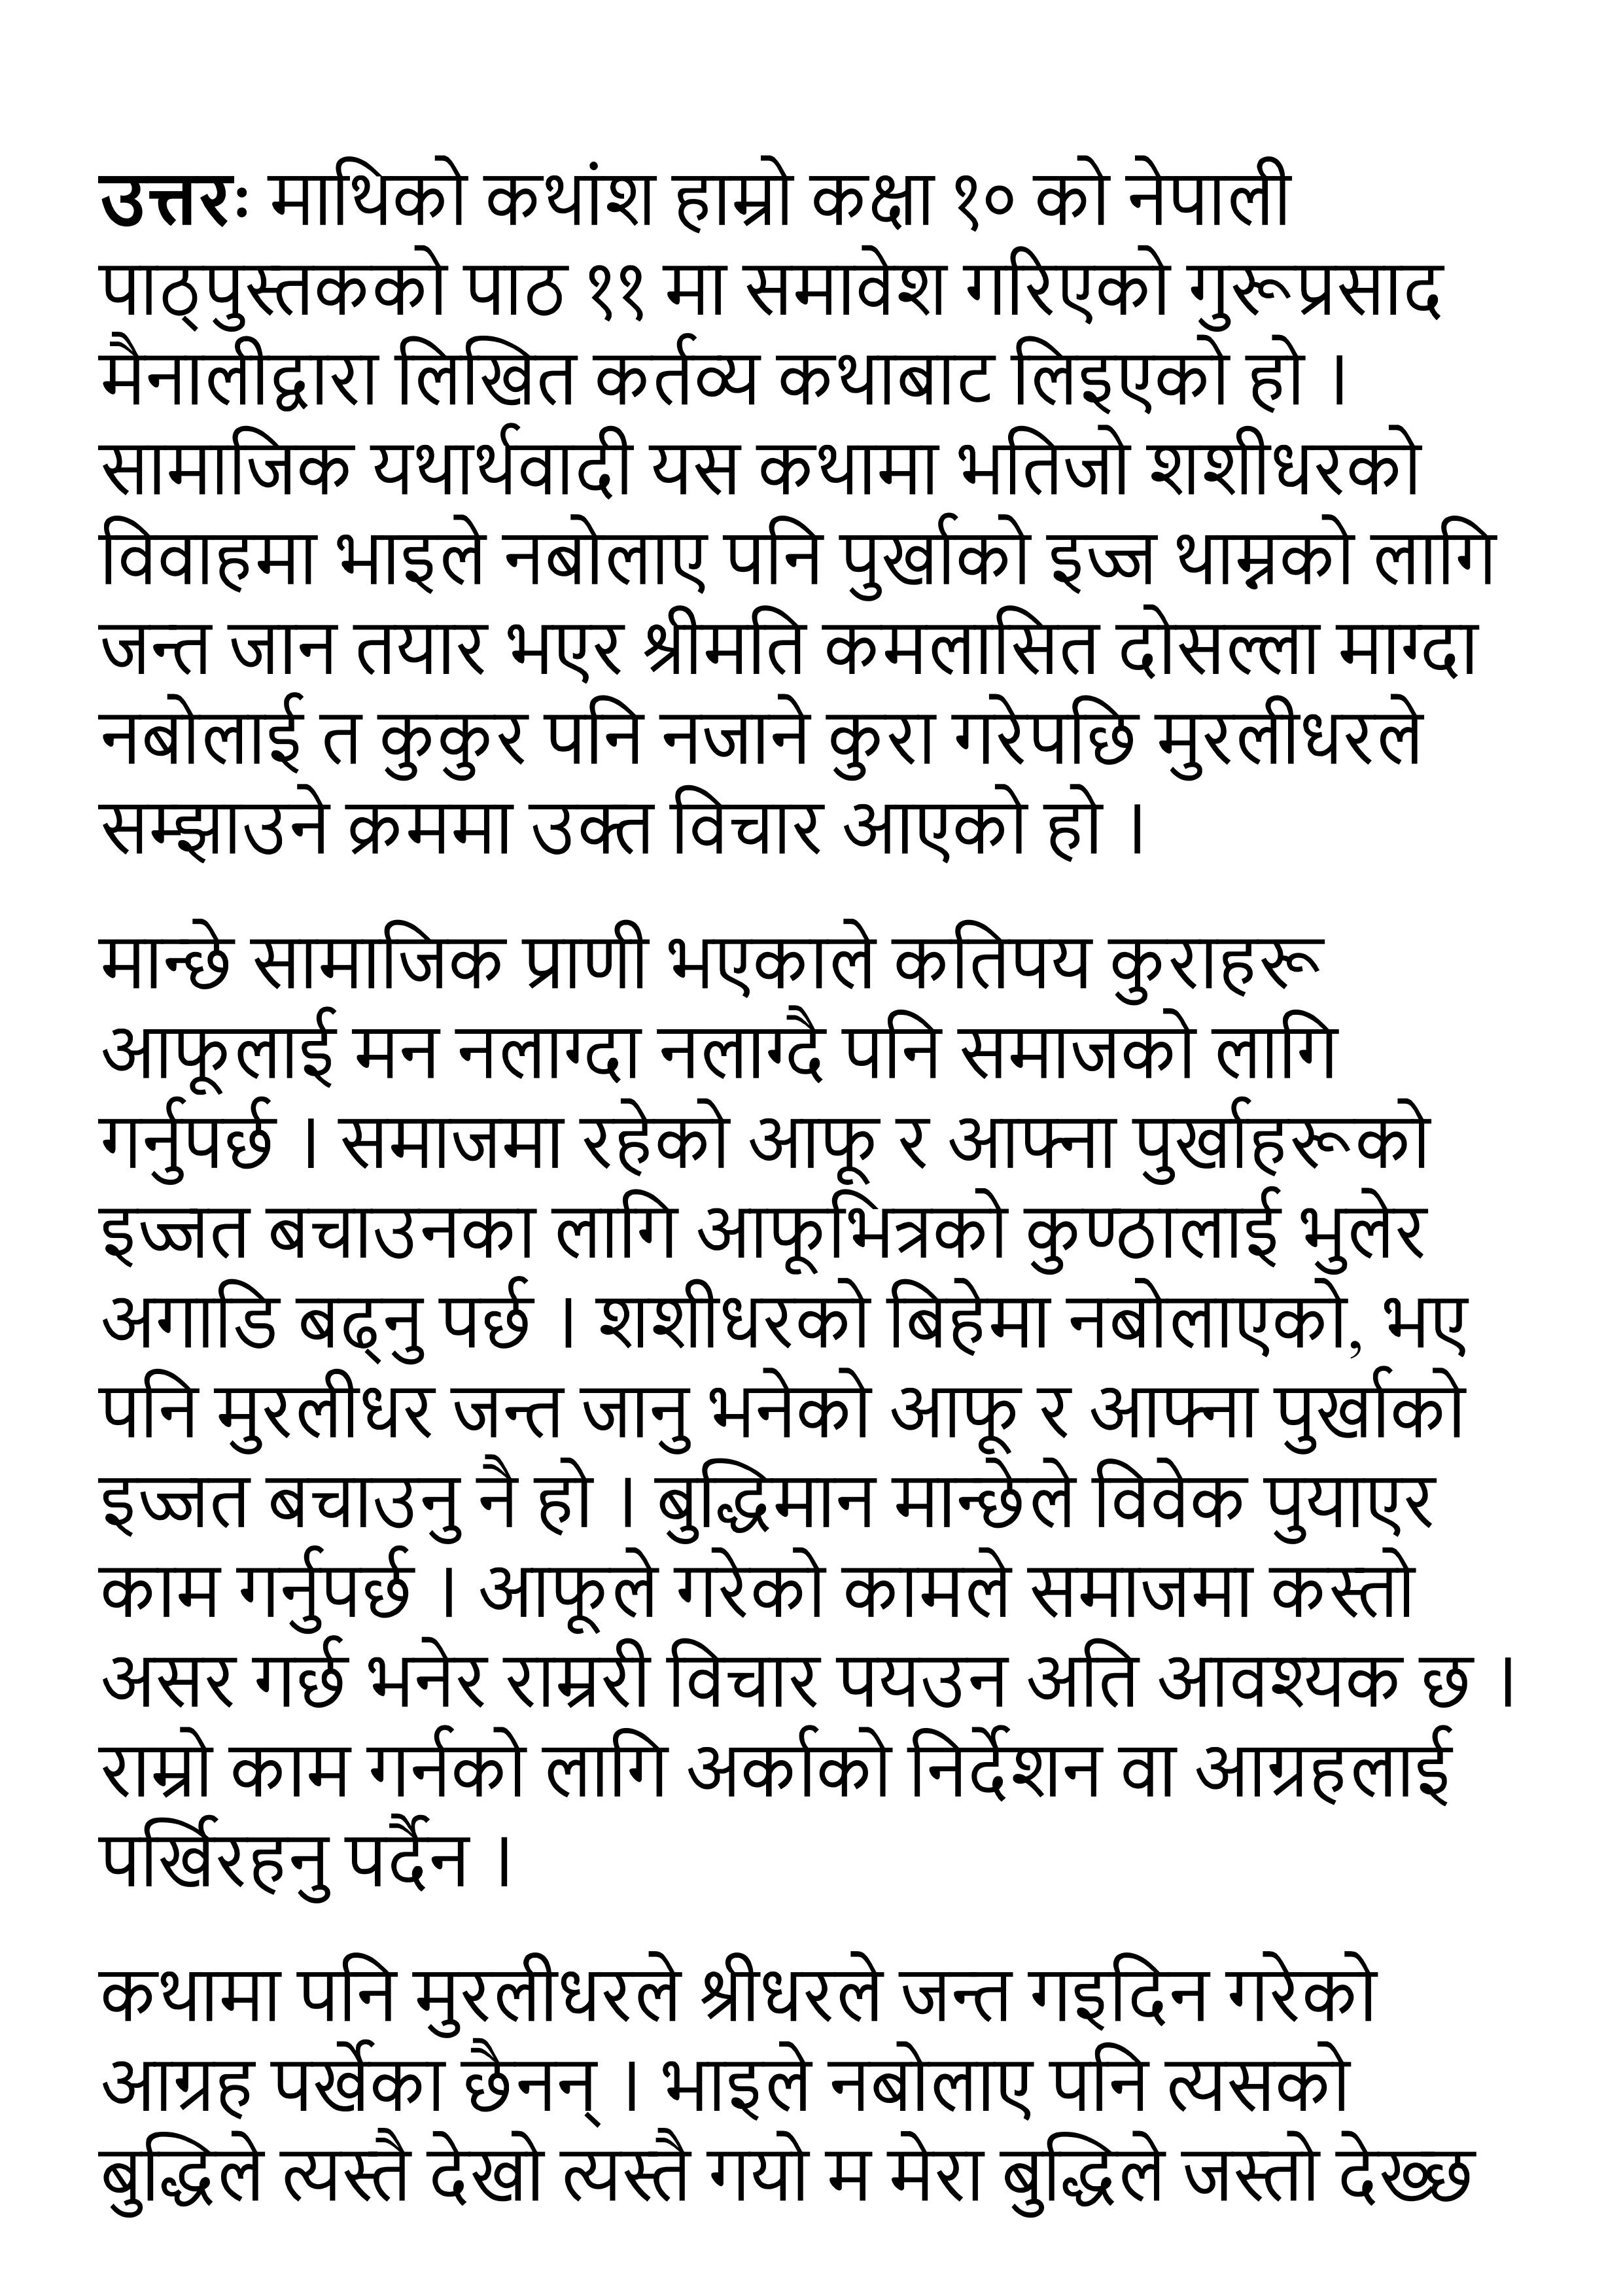 उत्तरः माथिको कथांश हाम्रो कक्षा १० को नेपाली
पाठ्पुस्तकको पाठ ११ मा समावेश गरिएको गुरूप्रसाद
मैनालीद्वारा लिखित कर्तव्य कथाबाट लिइएको हो ।
सामाजिक यथार्थवादी यस कथामा भतिजो शशीधरको
विवाहमा भाइले नबोलाए पनि पुर्खाको इज्ज थाम्नको लागि
जन्त जान तयार भएर श्रीमति कमलासित दोसल्ला माग्दा
नबोलाई त कुकुर पनि नजाने कुरा गरेपछि मुरलीधरले
सम्झाउने क्रममा उक्त विचार आएको हो ।
मान्छे सामाजिक प्राणी भएकाले कतिपय कुराहरू
आफूलाई मन नलाग्दा नलाग्दै पनि समाजको लागि
गर्नुपर्छ । समाजमा रहेको आफू र आफ्ना पुर्खाहरूको
इज्जत बचाउनका लागि आफूभित्रको कुण्ठालाई भुलेर
अगाडि बढ्नु पर्छ । शशीधरको बिहेमा नबोलाएको, भए
पनि मुरलीधर जन्त जानु भनेको आफू र आफ्ना पुर्खाको
इज्जत बचाउनु नै हो । बुद्धिमान मान्छेले विवेक पुयाएर
काम गर्नुपर्छ । आफूले गरेको कामले समाजमा कस्तो
असर गर्छ भनेर राम्ररी विचार पयउन अति आवश्यक छ ।
राम्रो काम गर्नको लागि अर्काको निर्देशन वा आग्रहलाई
पर्खिरहनु पर्दैन ।
कथामा पनि मुरलीधरले श्रीधरले जन्त गइदिन गरेको
आग्रह पर्खेका छैनन् । भाइले नबोलाए पनि त्यसको
बुद्धिले त्यस्तै देखो त्यस्तै गयो म मेरा बुद्धिले जस्तो देख्छ